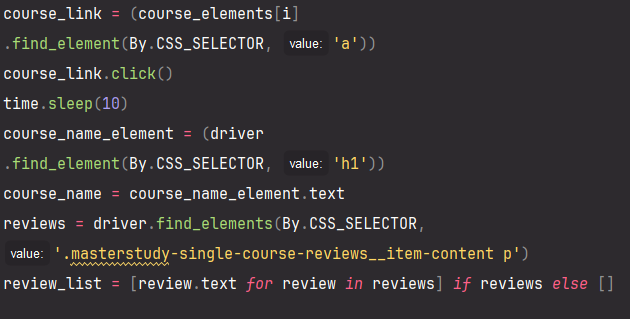 course_link = (course_elements[i]
.find_element(By.CSS_SELECTOR, value: 'a'))
course_link.click()
time.sleep(10)
course_name_element = (driver
.find_element(By.CSS_SELECTOR, value: 'h1'))
course_name = course_name_element.text
reviews = driver.find_elements(By.CSS_SELECTOR,
value: '.masterstudy-single-course-reviews__item-content p')
review_list = [review.text for review in reviews] if reviews else []